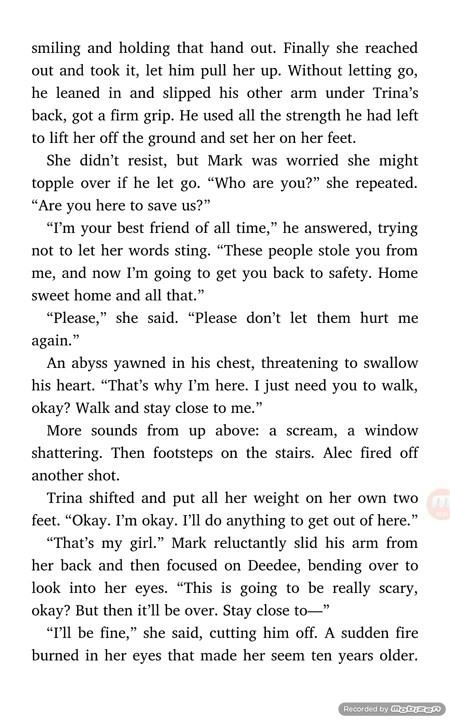 smiling and holding that hand out. Finally she reached
out and took it, let him pull her up. Without letting go,
he leaned in and slipped his other arm under Trina’s
back, got a firm grip. He used all the strength he had left
to lift her off the ground and set her on her feet.
She didn’t resist, but Mark was worried she might
topple over if he let go. “Who are you?” she repeated.
“Are you here to save us?”
“I’m your best friend of all time,” he answered, trying
not to let her words sting. “These people stole you from
me, and now I’m going to get you back to safety. Home
sweet home and all that.”
“Please,” she said. “Please don’t let them hurt me
again.”
An abyss yawned in his chest, threatening to swallow
his heart. “That’s why I’m here. I just need you to walk,
okay? Walk and stay close to me.”
More sounds from up above: a scream, a window
shattering. Then footsteps on the stairs. Alec fired off
another shot.
Trina shifted and put all her weight on her own two
feet. “Okay. I’m okay. I’ll do anything to get out of here.”
“That’s my girl.” Mark reluctantly slid his arm from
her back and then focused on Deedee, bending over to
look into her eyes. “This is going to be really scary,
okay? But then it’ll be over. Stay close to—”
“I’ll be fine,” she said, cutting him off. A sudden fire
burned in her eyes that made her seem ten years older.
Recorded by mobizen